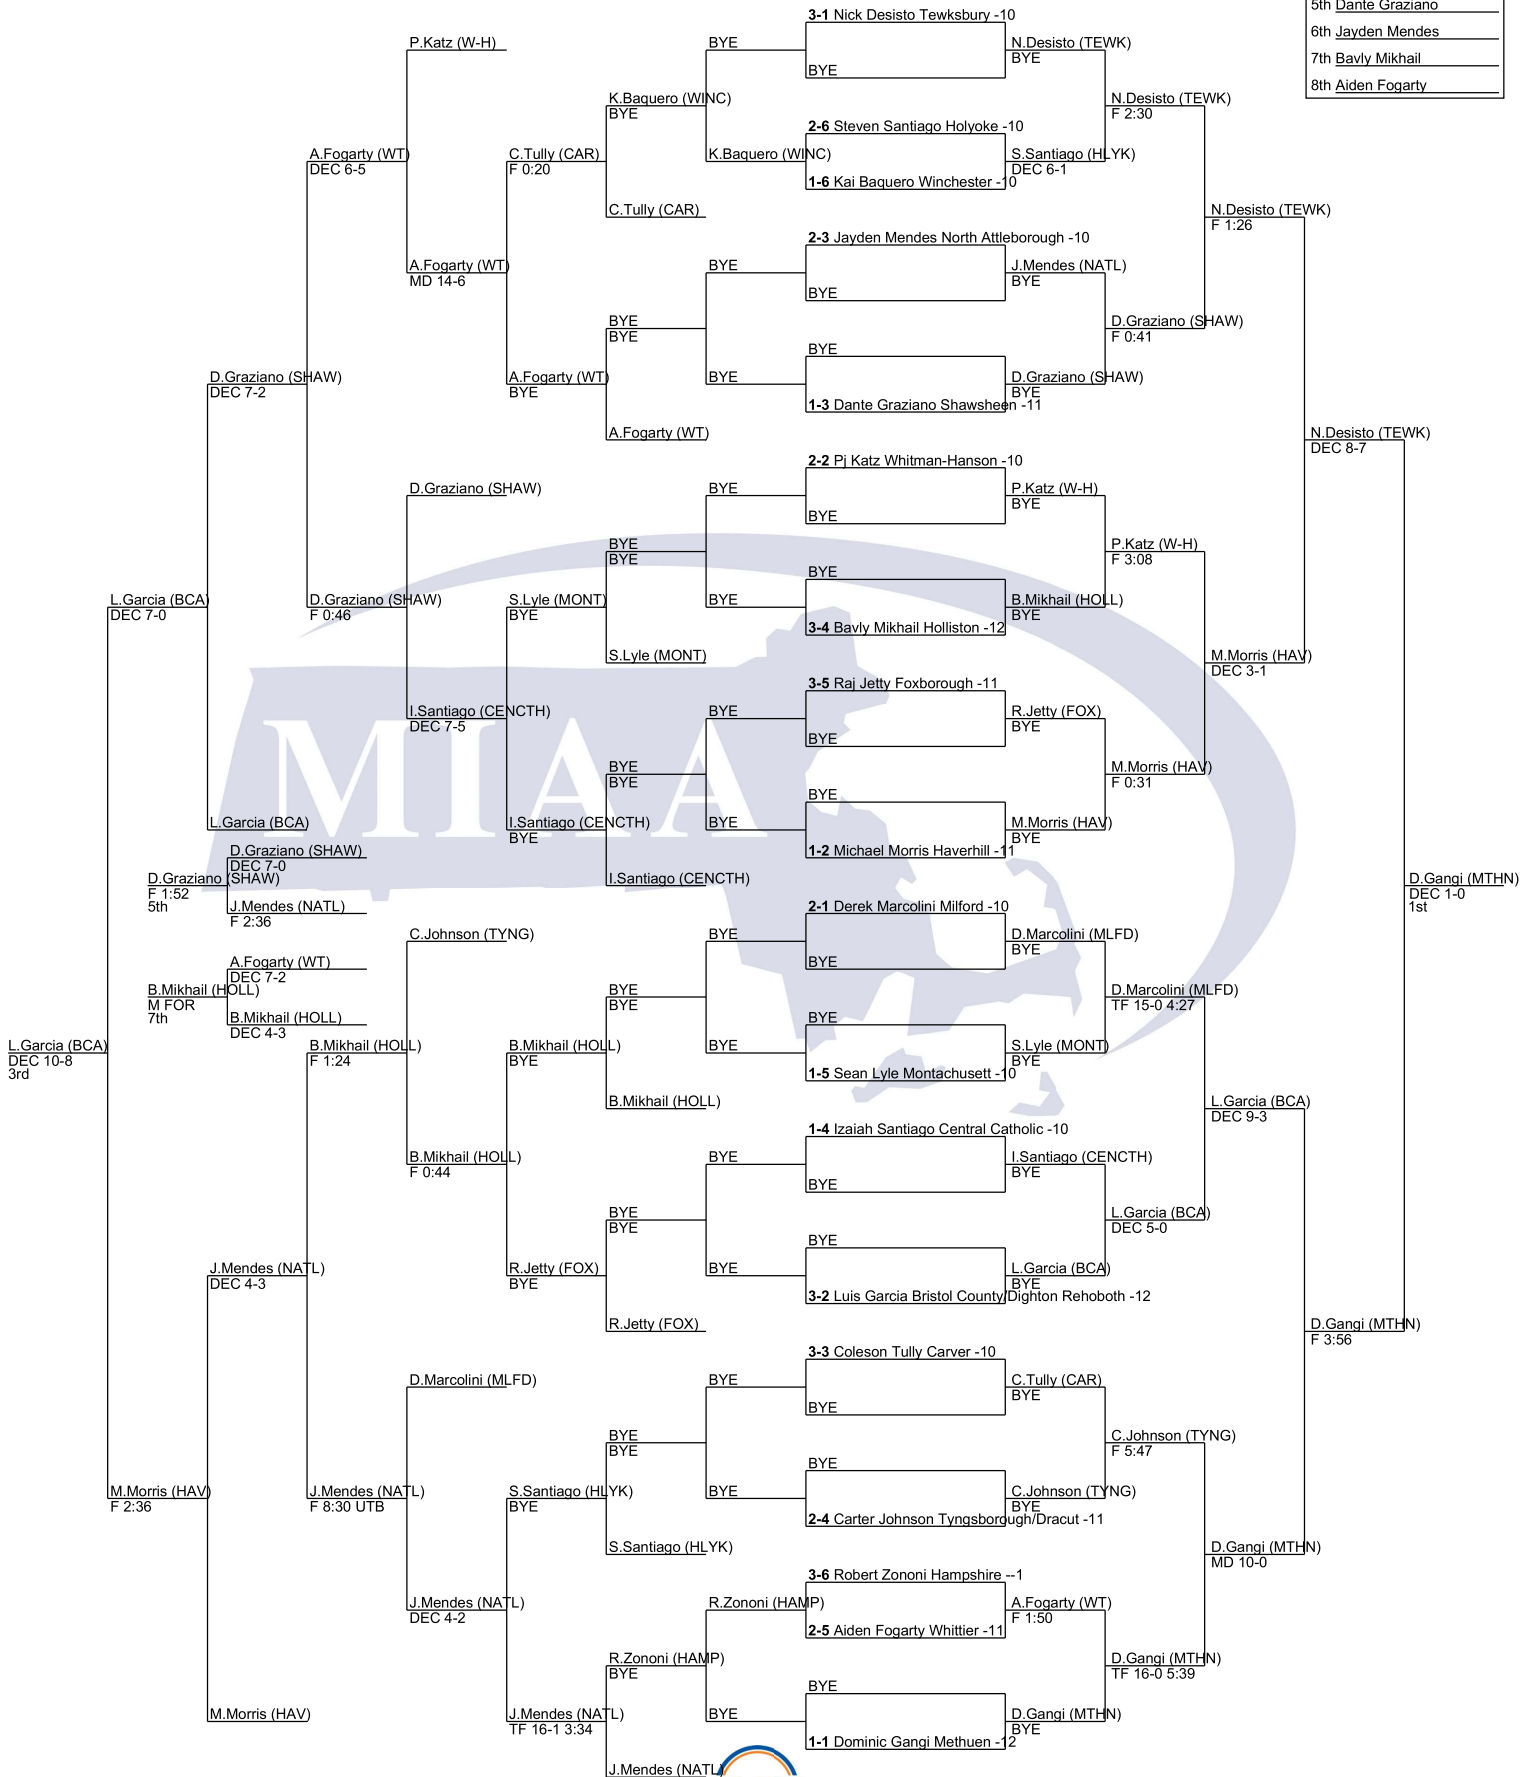 5th Dante Graziano
6th Jayden Mendes
7th Bavly Mikhail
8th Aiden Fogarty
3-1 Nick Desisto Tewksbury -10
BYE
2-6 Steven Santiago Holyoke -10
1-6 Kai Baquero Winchester -10
2-3 Jayden Mendes North Attleborough -10
BYE
BYE
1-3 Dante Graziano Shawsheen -11
2-2 Pj Katz Whitman-Hanson -10
BYE
BYE
3-4 Bavly Mikhail Holliston -12
3-5 Raj Jetty Foxborough -11
BYE
BYE
1-2 Michael Morris Haverhill -11
2-1 Derek Marcolini Milford -10
BYE
BYE
1-5 Sean Lyle Montachusett -10
1-4 Izaiah Santiago Central Catholic -10
BYE
BYE
3-2 Luis Garcia Bristol County/Dighton Rehoboth -12
3-3 Coleson Tully Carver -10
BYE
BYE
2-4 Carter Johnson Tyngsborough/Dracut -11
3-6 Robert Zononi Hampshire --1
2-5 Aiden Fogarty Whittier -11
BYE
1-1 Dominic Gangi Methuen -12
N.Desisto (TEWK)
BYE
S.Santiago (HLYK)
DEC 6-1
J.Mendes (NATL)
BYE
D.Graziano (SHAW)
BYE
P.Katz (W-H)
BYE
B.Mikhail (HOLL)
BYE
R.Jetty (FOX)
BYE
M.Morris (HAV)
BYE
D.Marcolini (MLFD)
BYE
S.Lyle (MONT)
BYE
I.Santiago (CENCTH)
BYE
L.Garcia (BCA)
BYE
C.Tully (CAR)
BYE
C.Johnson (TYNG)
BYE
A.Fogarty (WT)
F 1:50
D.Gangi (MTHN)
BYE
N.Desisto (TEWK)
F 2:30
D.Graziano (SHAW)
F 0:41
P.Katz (W-H)
F 3:08
M.Morris (HAV)
F 0:31
D.Marcolini (MLFD)
TF 15-0 4:27
L.Garcia (BCA)
DEC 5-0
C.Johnson (TYNG)
F 5:47
D.Gangi (MTHN)
TF 16-0 5:39
N.Desisto (TEWK)
F 1:26
M.Morris (HAV)
DEC 3-1
L.Garcia (BCA)
DEC 9-3
D.Gangi (MTHN)
MD 10-0
N.Desisto (TEWK)
DEC 8-7
D.Gangi (MTHN)
F 3:56
D.Gangi (MTHN)
DEC 1-0
1st
BYE
K.Baquero (WINC)
BYE
BYE
BYE
BYE
BYE
BYE
BYE
BYE
BYE
BYE
BYE
BYE
R.Zononi (HAMP)
BYE
K.Baquero (WINC)
BYE
C.Tully (CAR)
BYE
BYE
A.Fogarty (WT)
BYE
BYE
S.Lyle (MONT)
BYE
BYE
I.Santiago (CENCTH)
BYE
BYE
B.Mikhail (HOLL)
BYE
BYE
R.Jetty (FOX)
BYE
BYE
S.Santiago (HLYK)
R.Zononi (HAMP)
BYE
J.Mendes (NATL)
C.Tully (CAR)
F 0:20
A.Fogarty (WT)
BYE
S.Lyle (MONT)
BYE
I.Santiago (CENCTH)
BYE
B.Mikhail (HOLL)
BYE
R.Jetty (FOX)
BYE
S.Santiago (HLYK)
BYE
J.Mendes (NATL)
TF 16-1 3:34
P.Katz (W-H)
A.Fogarty (WT)
MD 14-6
D.Graziano (SHAW)
I.Santiago (CENCTH)
DEC 7-5
C.Johnson (TYNG)
B.Mikhail (HOLL)
F 0:44
D.Marcolini (MLFD)
J.Mendes (NATL)
DEC 4-2
A.Fogarty (WT)
DEC 6-5
D.Graziano (SHAW)
F 0:46
B.Mikhail (HOLL)
F 1:24
J.Mendes (NATL)
F 8:30 UTB
D.Graziano (SHAW)
DEC 7-2
L.Garcia (BCA)
J.Mendes (NATL)
DEC 4-3
M.Morris (HAV)
L.Garcia (BCA)
DEC 7-0
M.Morris (HAV)
F 2:36
L.Garcia (BCA)
DEC 10-8
3rd
D.Graziano (SHAW)
DEC 7-0
D.Graziano (SHAW)
F 1:52
5th
J.Mendes (NATL)
F 2:36
A.Fogarty (WT)
DEC 7-2
B.Mikhail (HOLL)
M FOR
7th
B.Mikhail (HOLL)
DEC 4-3
MIAA